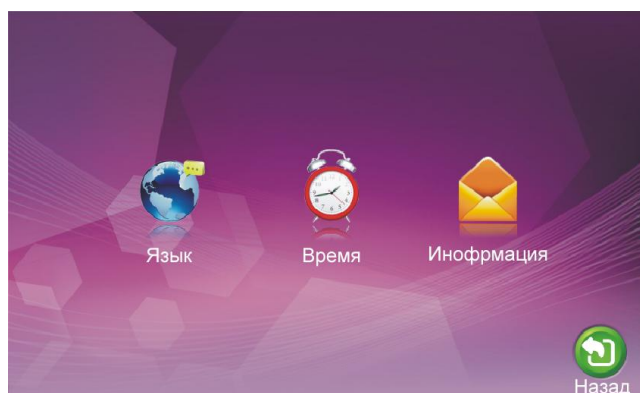 Язык
Время
Инофрмация
Назад